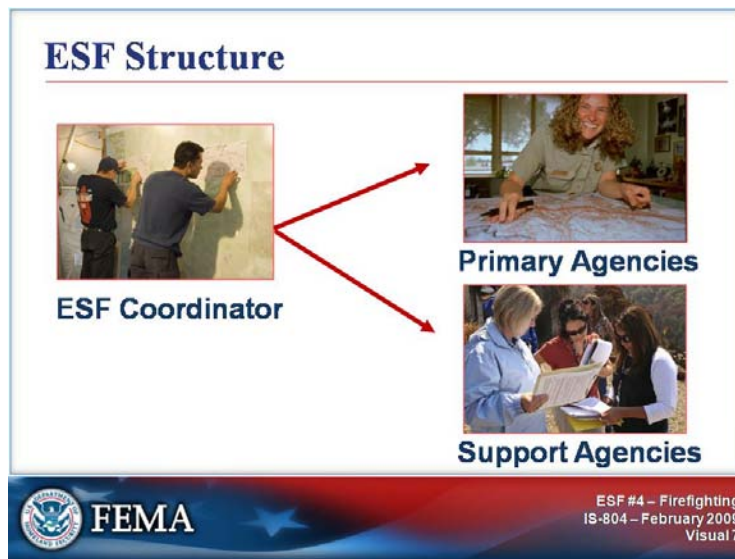 ESF Structure
ESF Coordinator
Primary Agencies
Support Agencies
FEMA
ESF #4 – Firefighting
IS-804 – February 2009
Visual 7